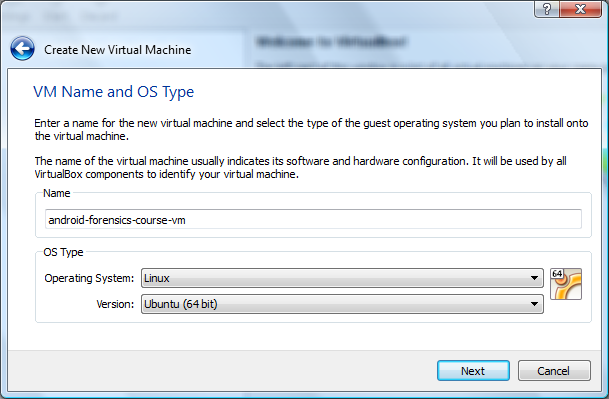 Welcome to VirtualBox!
?
Create New Virtual Machine
VM Name and OS Type
Enter a name for the new virtual machine and select the type of the guest operating system you plan to install onto
the virtual machine.
The name of the virtual machine usually indicates its software and hardware configuration. It will be used by all
VirtualBox components to identify your virtual machine.
Name
android-forensics-course-vm
OS Type
Operating System: Linux
64
Version: Ubuntu (64 bit)
Next Cancel